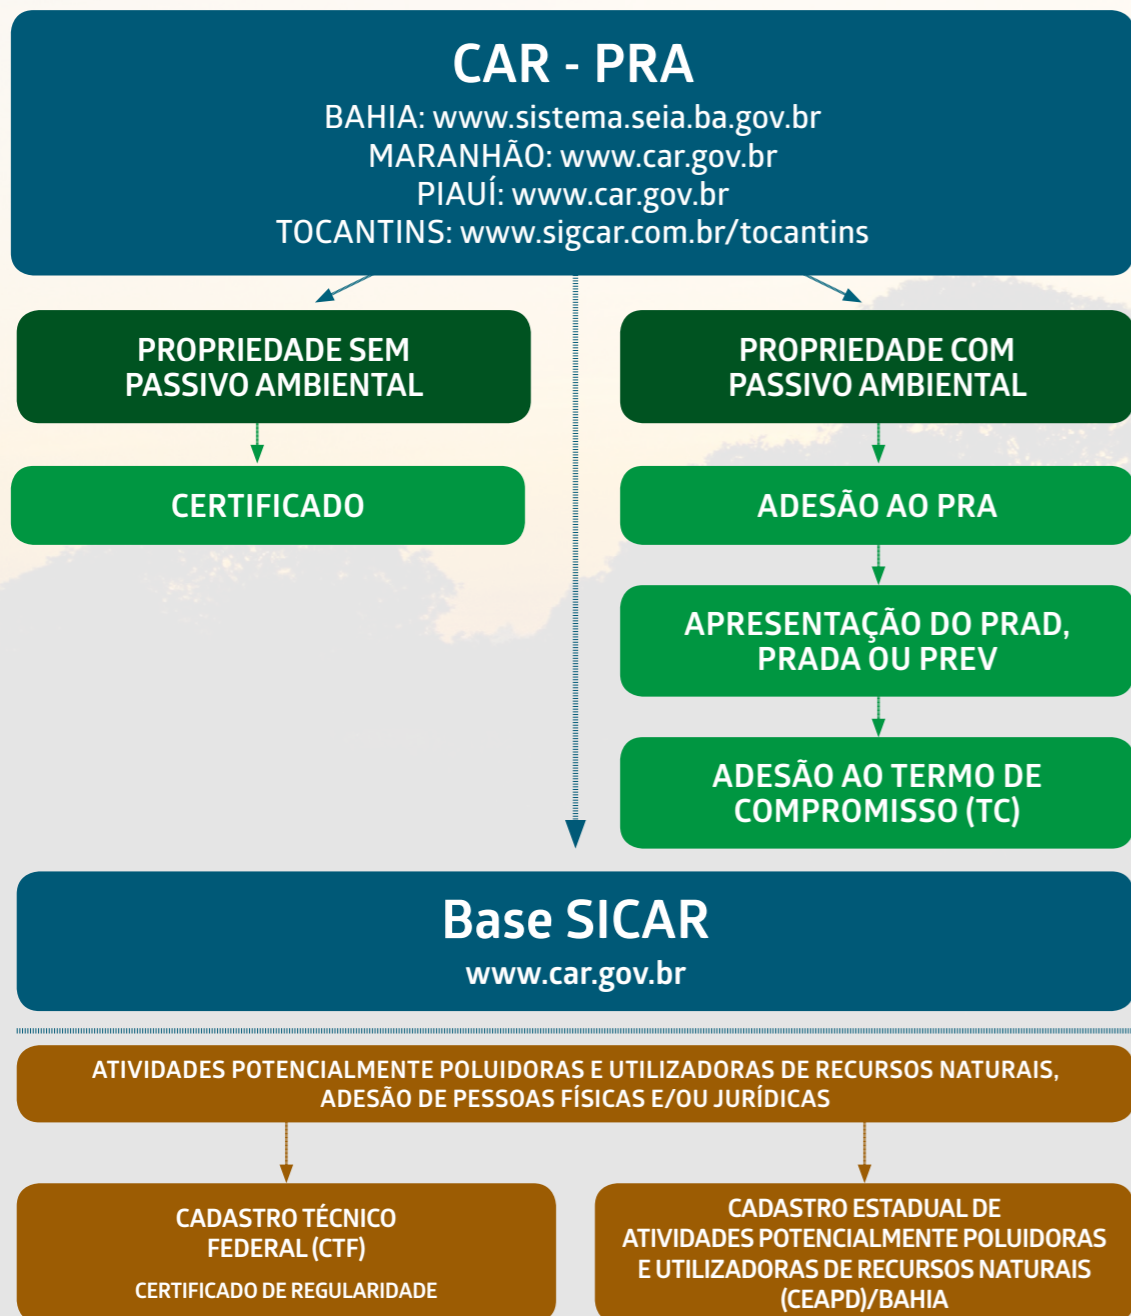 CAR - PRA
BAHIA: www.sistema.seia.ba.gov.br
MARANHÃO: www.car.gov.br
PIAUÍ: www.car.gov.br
TOCANTINS: www.sigcar.com.br/tocantins
PROPRIEDADE SEM
PASSIVO AMBIENTAL
CERTIFICADO
PROPRIEDADE COM
PASSIVO AMBIENTAL
ADESÃO AO PRA
APRESENTAÇÃO DO PRAD,
PRADA OU PREV
ADESÃO AO TERMO DE
COMPROMISSO (TC)
Base SICAR
www.car.gov.br
ATIVIDADES POTENCIALMENTE POLUIDORAS E UTILIZADORAS DE RECURSOS NATURAIS,
ADESÃO DE PESSOAS FÍSICAS E/OU JURÍDICAS
CADASTRO TÉCNICO
FEDERAL (CTF)
CERTIFICADO DE REGULARIDADE
CADASTRO ESTADUAL DE
ATIVIDADES POTENCIALMENTE POLUIDORAS
E UTILIZADORAS DE RECURSOS NATURAIS
(CEAPD)/BAHIA